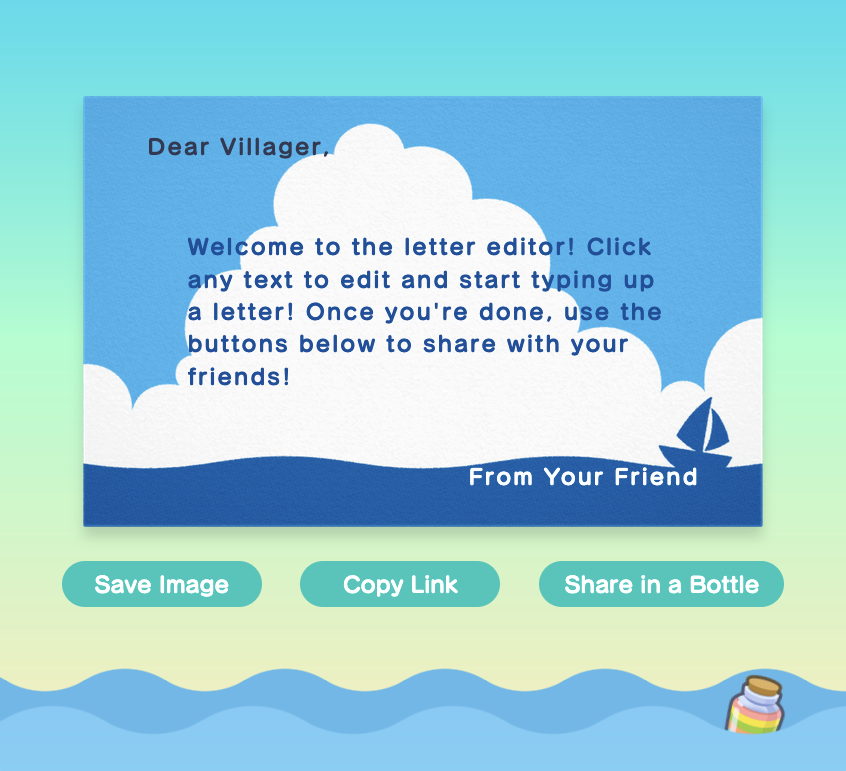 Dear Villager,
Welcome to the letter editor! Click
any text to edit and start typing up
a letter! Once you're done, use the
buttons below to share with your
friends!
From Your Friend
Save Image
Copy Link
Share in a Bottle